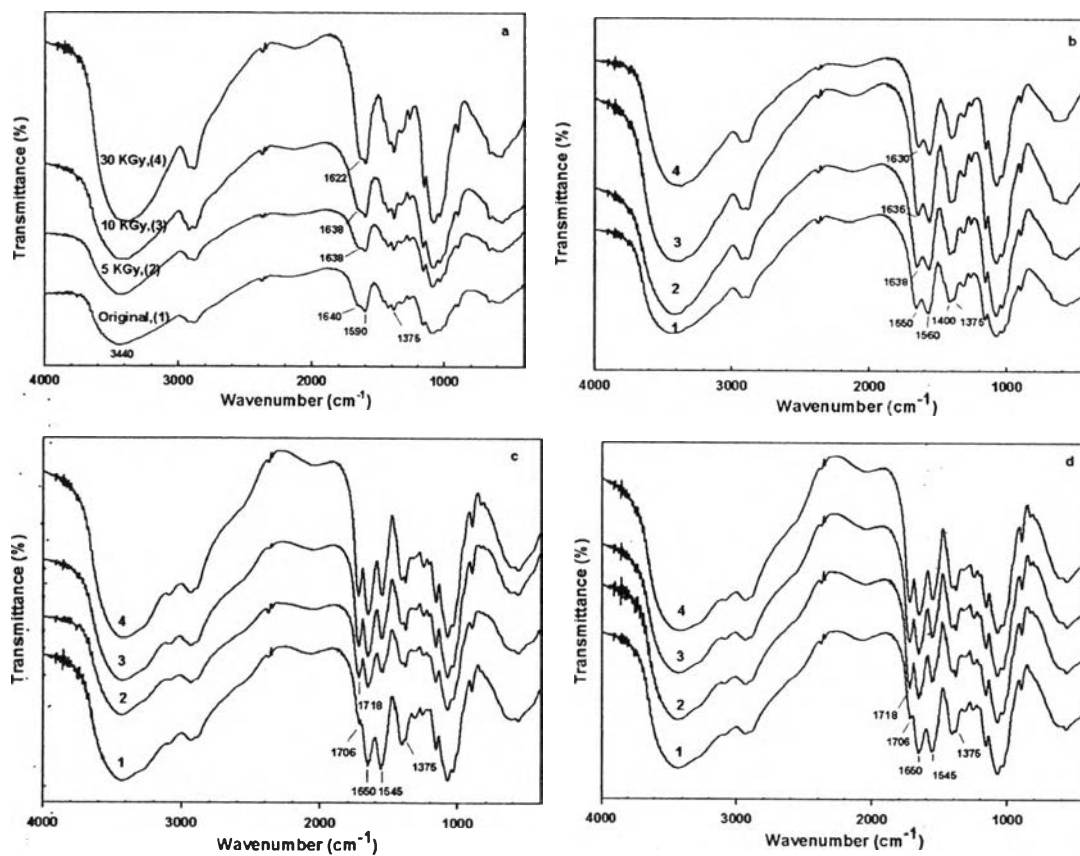 a
Transmittance (%)
30 KGy,(4)
10 KGy,(3)
5 KGy,(2)
Original,(1)
3440
1622
1638
1638
1640
1590
1375
4000 3000 2000 1000
Wavenumber (cm-1)
b
Transmittance (%)
4
3
2
1
1630
1636
1638
1550
1560
1400
1375
4000 3000 2000 1000
Wavenumber (cm-1)
c
Transmittance (%)
4
3
2
1
1718
1706
1650
1545
1375
4000 3000 2000 1000
Wavenumber (cm-1)
d
Transmittance (%)
4
3
2
1
1718
1706
1650
1545
1375
4000 3000 2000 1000
Wavenumber (cm-1)